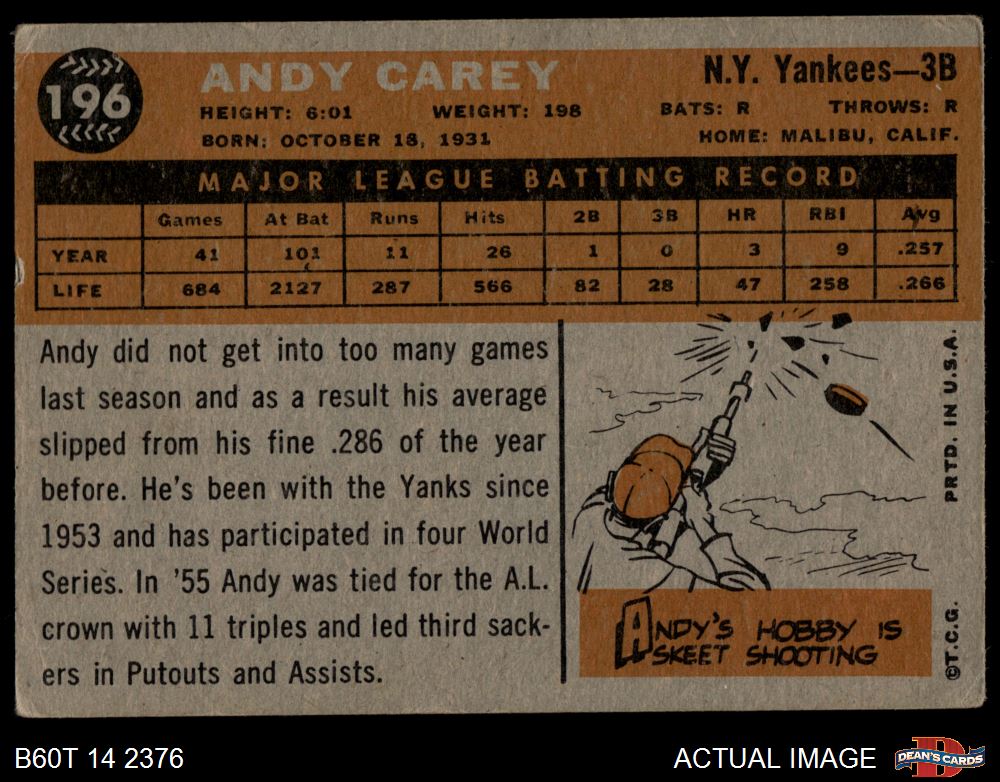 196
ANDY CAREY
N.Y. Yankees—3B
HEIGHT: 6:01 WEIGHT: 198 BATS: R THROWS: R
BORN: OCTOBER 18, 1931 HOME: MALIBU, CALIF.
MAJOR LEAGUE BATTING RECORD
Games At Bat Runs Hits 2B 3B HR RBI Avg
YEAR 41 101 11 26 1 0 3 9 .257
LIFE 684 2127 287 566 82 28 47 258 .266
Andy did not get into too many games
last season and as a result his average
slipped from his fine .286 of the year
before. He's been with the Yanks since
1953 and has participated in four World
Series. In '55 Andy was tied for the A.L.
crown with 11 triples and led third sack-
ers in Putouts and Assists.
ANDY'S HOBBY IS
SKEET SHOOTING
PRTD. IN U.S.A.
©T.C.G.
B60T 14 2376
ACTUAL IMAGE
D
DEAN'S CARDS